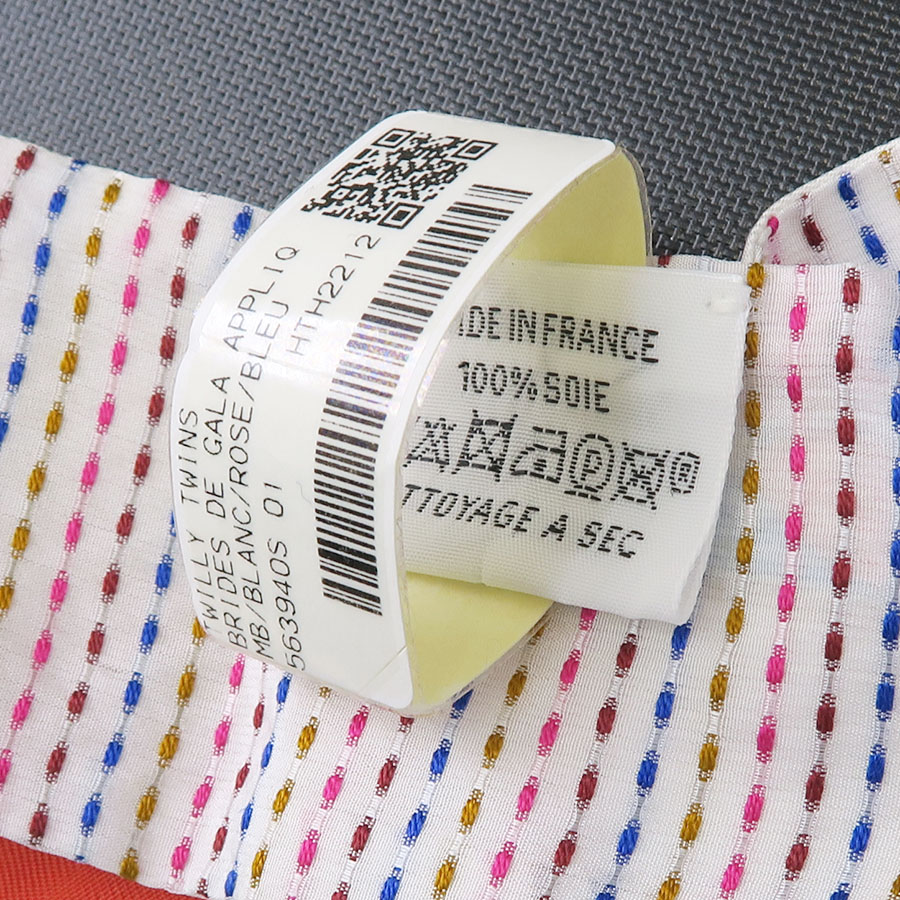 TWILLY TWINS
BRIDES DE GALA APPLIQ
MB/BLANC/ROSE/BLEU
563940S 01
HTH2212
ADE IN FRANCE
100% SOIE
P
TTOYAGE A SEC